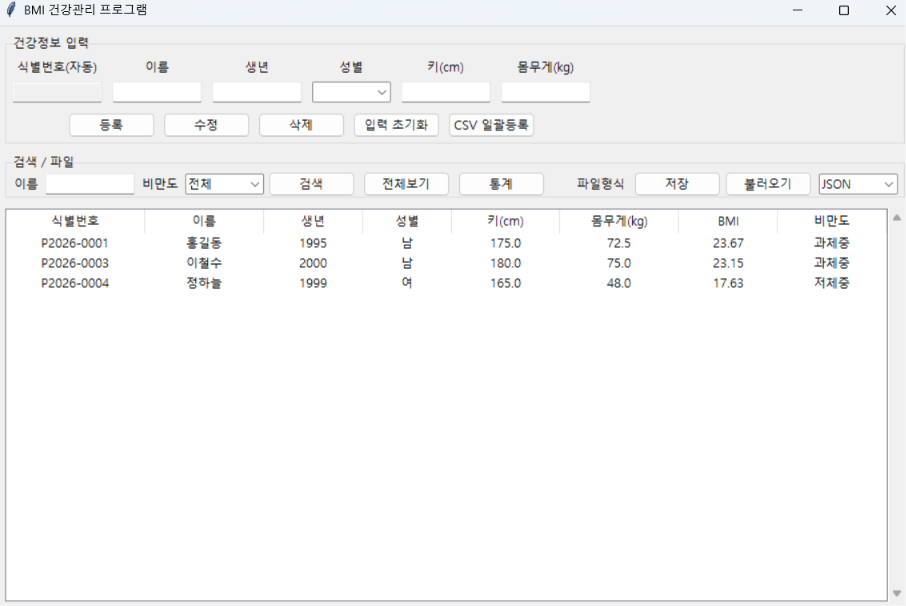 BMI 건강관리 프로그램
건강정보 입력
식별번호(자동) 이름 생년 성별 키(cm) 몸무게(kg)
등록 수정 삭제 입력 초기화 CSV 일괄등록
검색 / 파일
이름 비만도 전체 검색 전체보기 통계 파일형식 저장 불러오기 JSON
식별번호 이름 생년 성별 키(cm) 몸무게(kg) BMI 비만도
P2026-0001 홍길동 1995 남 175.0 72.5 23.67 과체중
P2026-0003 이철수 2000 남 180.0 75.0 23.15 과체중
P2026-0004 정하늘 1999 여 165.0 48.0 17.63 저체중